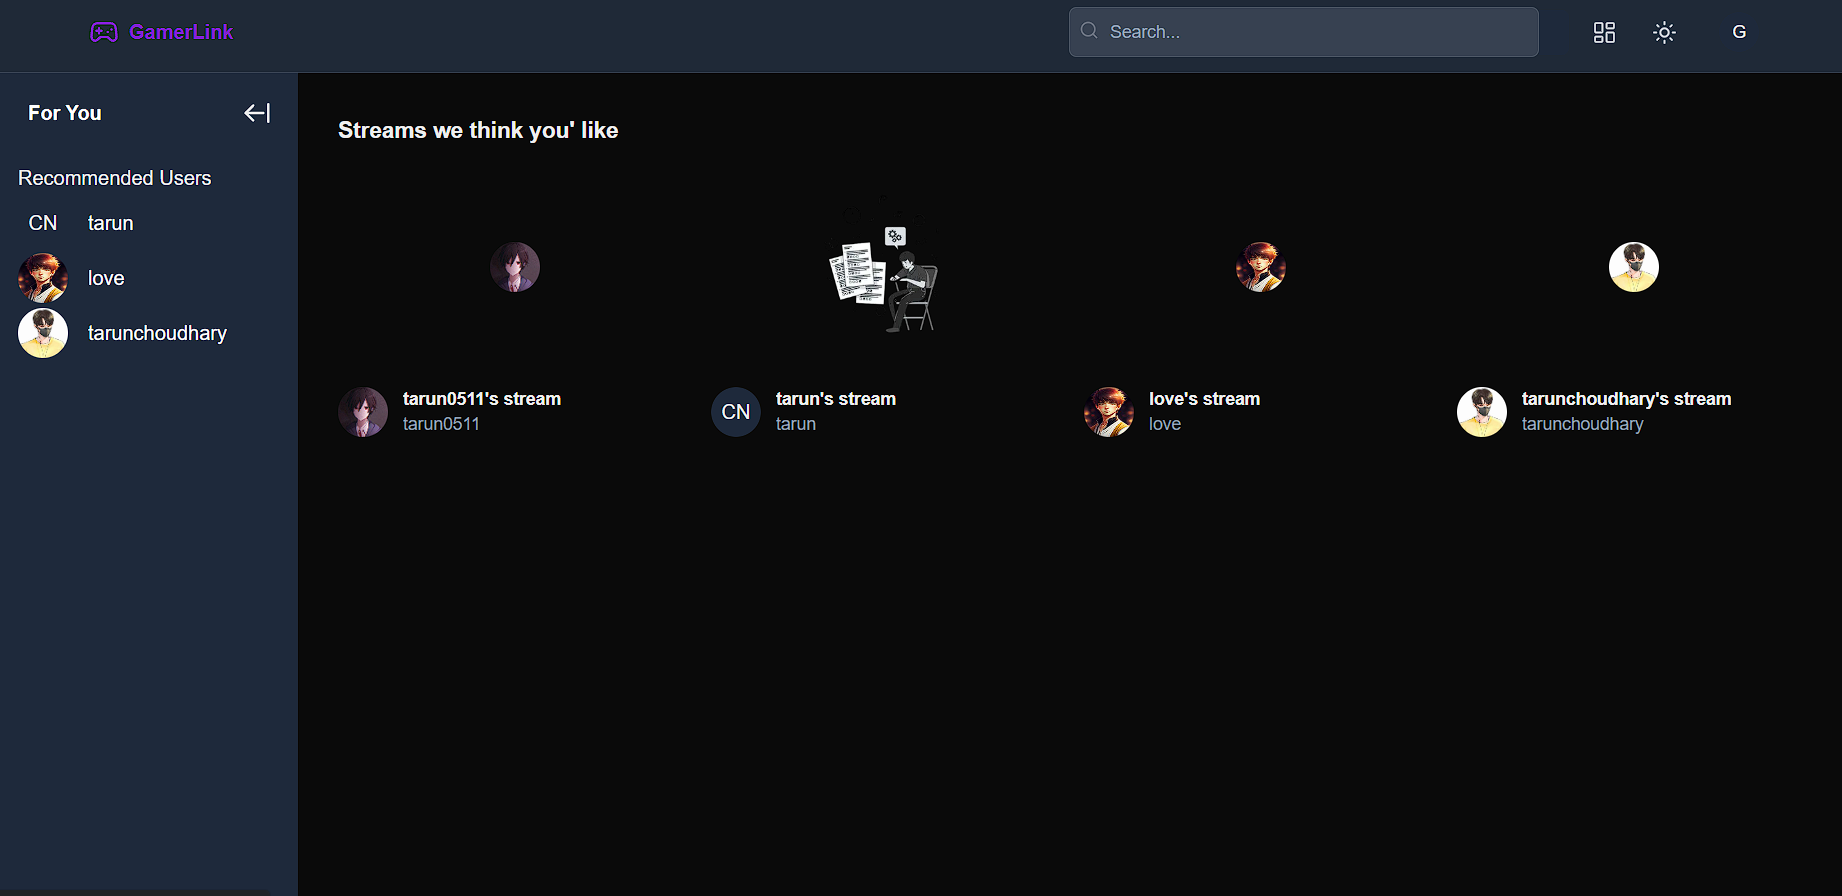 GamerLink
Search...
G
For You
Recommended Users
CN tarun
love
tarunchoudhary
Streams we think you' like
tarun0511's stream
tarun0511
CN
tarun's stream
tarun
love's stream
love
tarunchoudhary's stream
tarunchoudhary